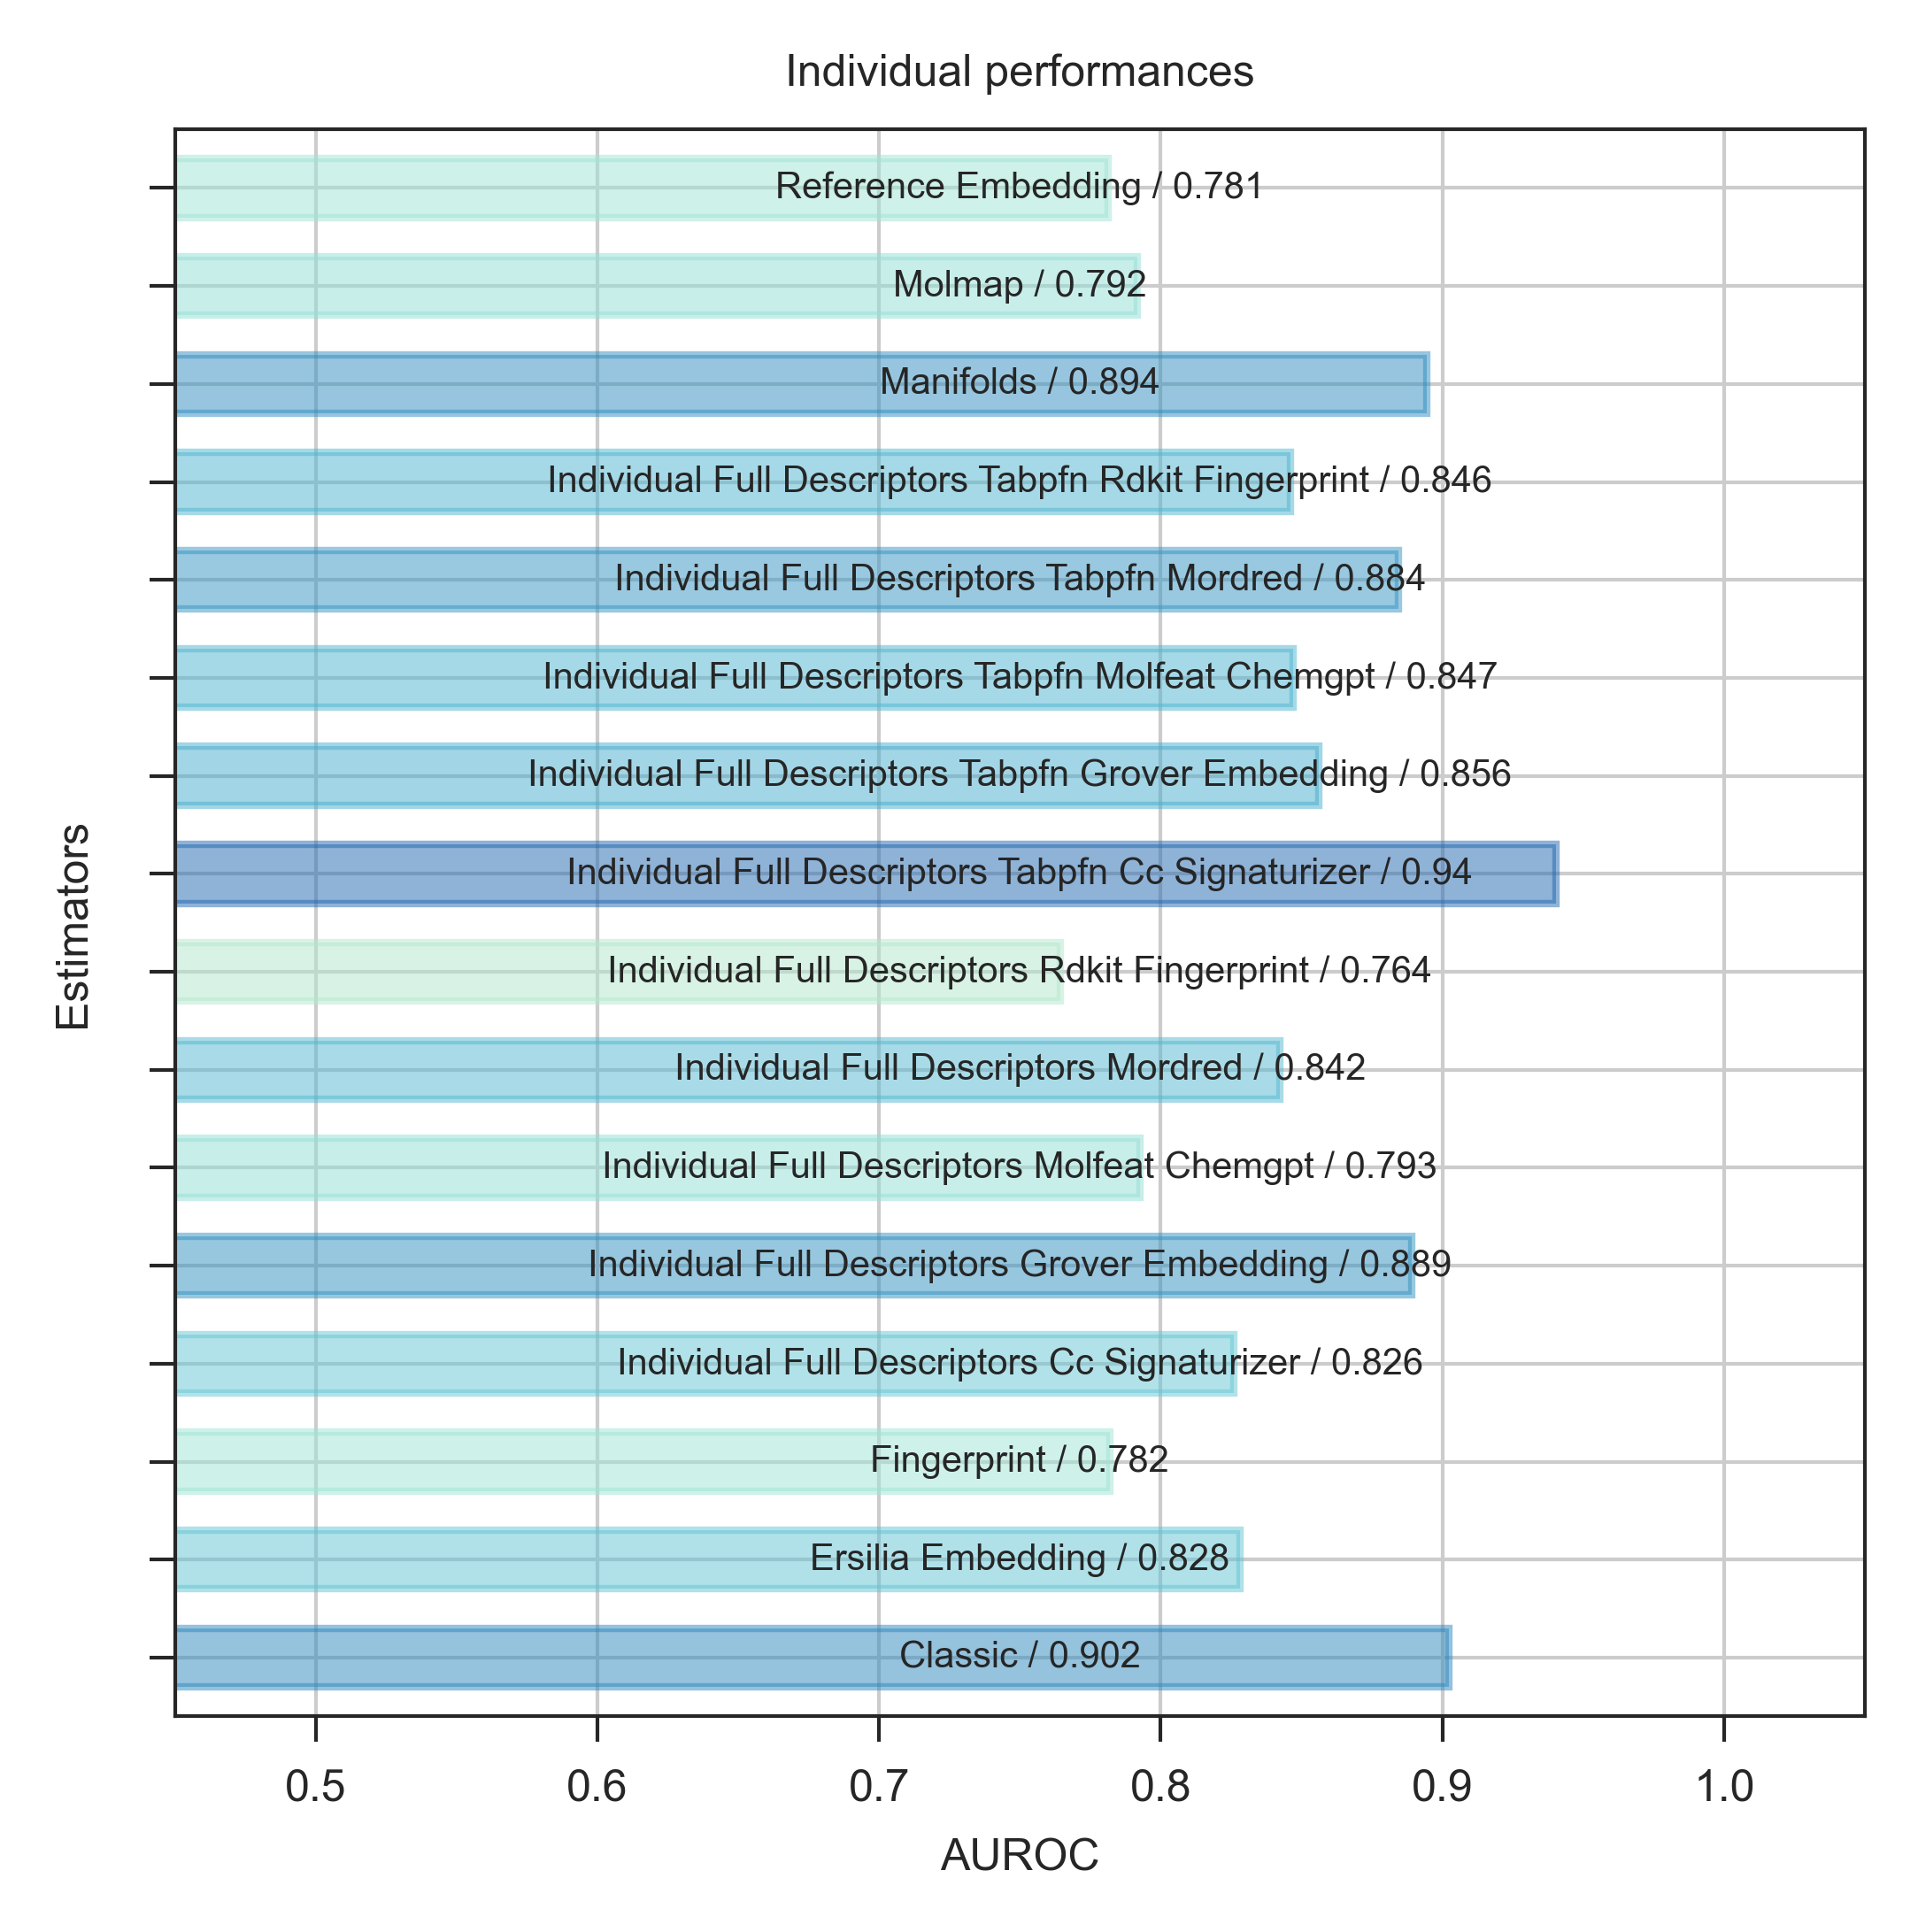 Individual performances
Reference Embedding / 0.781
Molmap / 0.792
Manifolds / 0.894
Individual Full Descriptors Tabpfn Rdkit Fingerprint / 0.846
Individual Full Descriptors Tabpfn Mordred / 0.884
Individual Full Descriptors Tabpfn Molfeat Chemgpt / 0.847
Individual Full Descriptors Tabpfn Grover Embedding / 0.856
Individual Full Descriptors Tabpfn Cc Signaturizer / 0.94
Individual Full Descriptors Rdkit Fingerprint / 0.764
Individual Full Descriptors Mordred / 0.842
Individual Full Descriptors Molfeat Chemgpt / 0.793
Individual Full Descriptors Grover Embedding / 0.889
Individual Full Descriptors Cc Signaturizer / 0.826
Fingerprint / 0.782
Ersilia Embedding / 0.828
Classic / 0.902
Estimators
0.5 0.6 0.7 0.8 0.9 1.0
AUROC